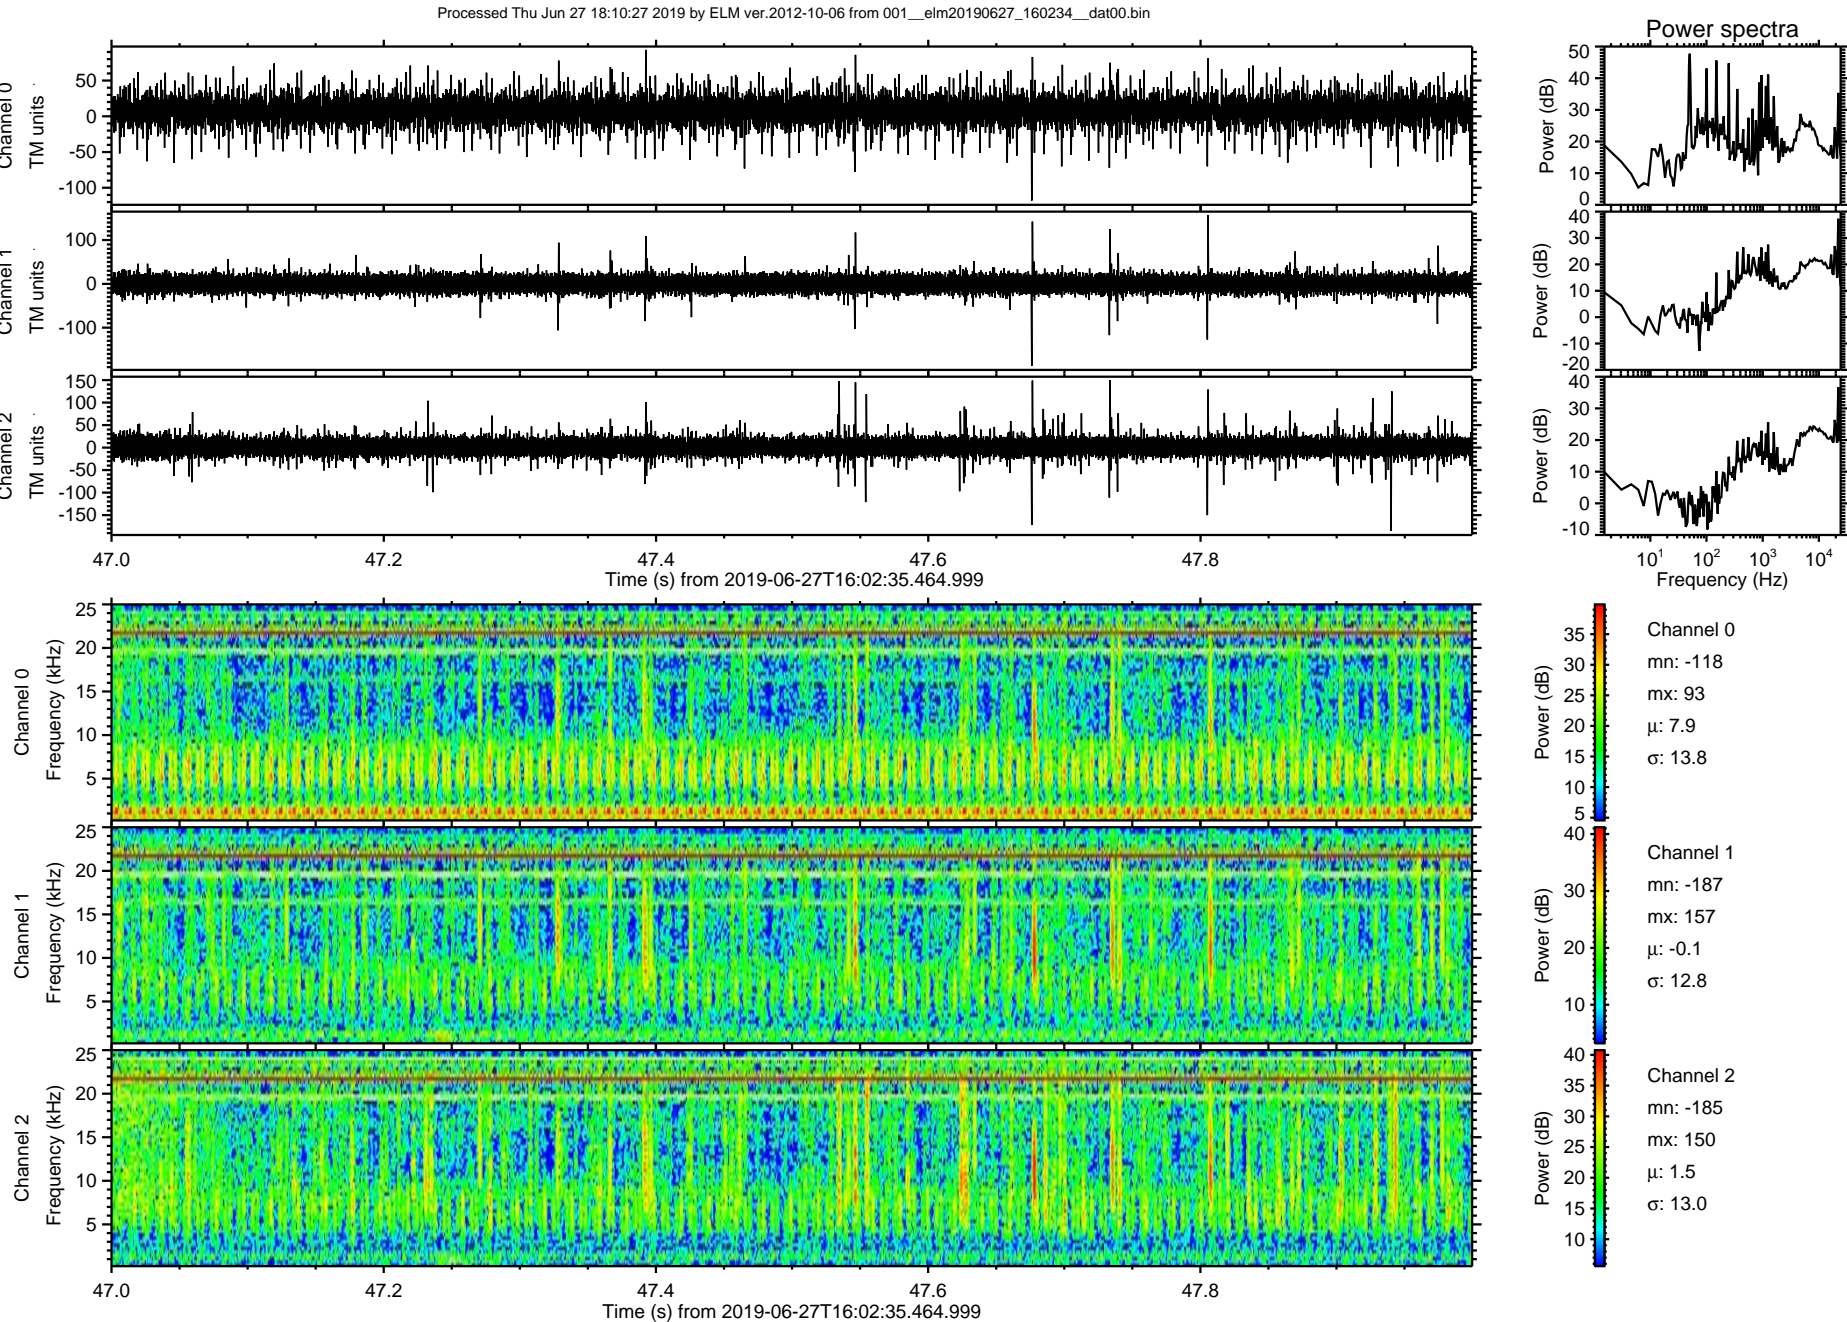 Processed Thu Jun 27 18:10:27 2019 by ELM ver.2012-10-06 from 001__elm20190627_160234__dat00.bin
Power spectra
Channel 0
TM units
50
0
-50
-100
Power (dB)
50
40
30
20
10
0
Channel 1
TM units
100
0
-100
Power (dB)
40
30
20
10
0
-10
-20
Channel 2
TM units
150
100
50
0
-50
-100
-150
Power (dB)
40
30
20
10
0
-10
47.0 47.2 47.4 47.6 47.8
Time (s) from 2019-06-27T16:02:35.464.999
10¹ 10² 10³ 10⁴
Frequency (Hz)
Channel 0
Frequency (kHz)
25
20
15
10
5
Power (dB)
35
30
25
20
15
10
5
Channel 0
mn: -118
mx: 93
μ: 7.9
σ: 13.8
Channel 1
Frequency (kHz)
25
20
15
10
5
Power (dB)
40
30
20
10
Channel 1
mn: -187
mx: 157
μ: -0.1
σ: 12.8
Channel 2
Frequency (kHz)
25
20
15
10
5
Power (dB)
40
35
30
25
20
15
10
Channel 2
mn: -185
mx: 150
μ: 1.5
σ: 13.0
47.0 47.2 47.4 47.6 47.8
Time (s) from 2019-06-27T16:02:35.464.999